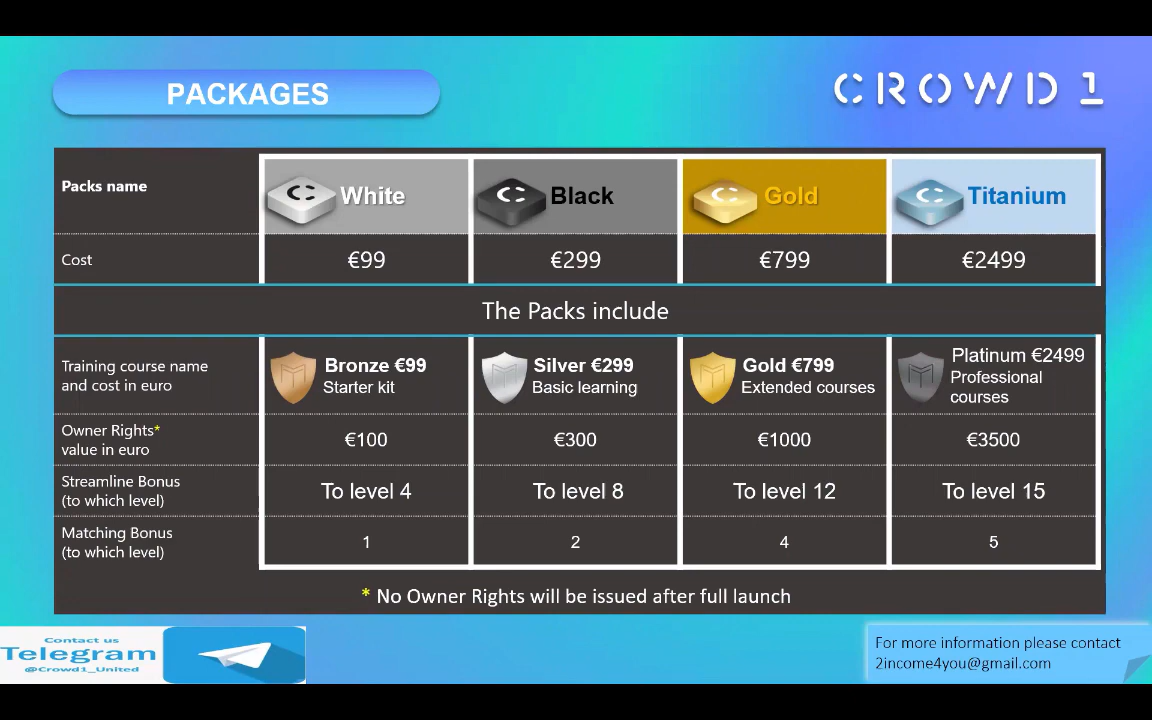 PACKAGES
CROWD1
Packs name
White
Black
Gold
Titanium
Cost
€99
€299
€799
€2499
The Packs include
Training course name
and cost in euro
Bronze €99
Starter kit
Silver €299
Basic learning
Gold €799
Extended courses
Platinum €2499
Professional
courses
Owner Rights*
value in euro
€100
€300
€1000
€3500
Streamline Bonus
(to which level)
To level 4
To level 8
To level 12
To level 15
Matching Bonus
(to which level)
1
2
4
5
* No Owner Rights will be issued after full launch
Contact us
Telegram
@Crowd1_United
For more information please contact
2income4you@gmail.com